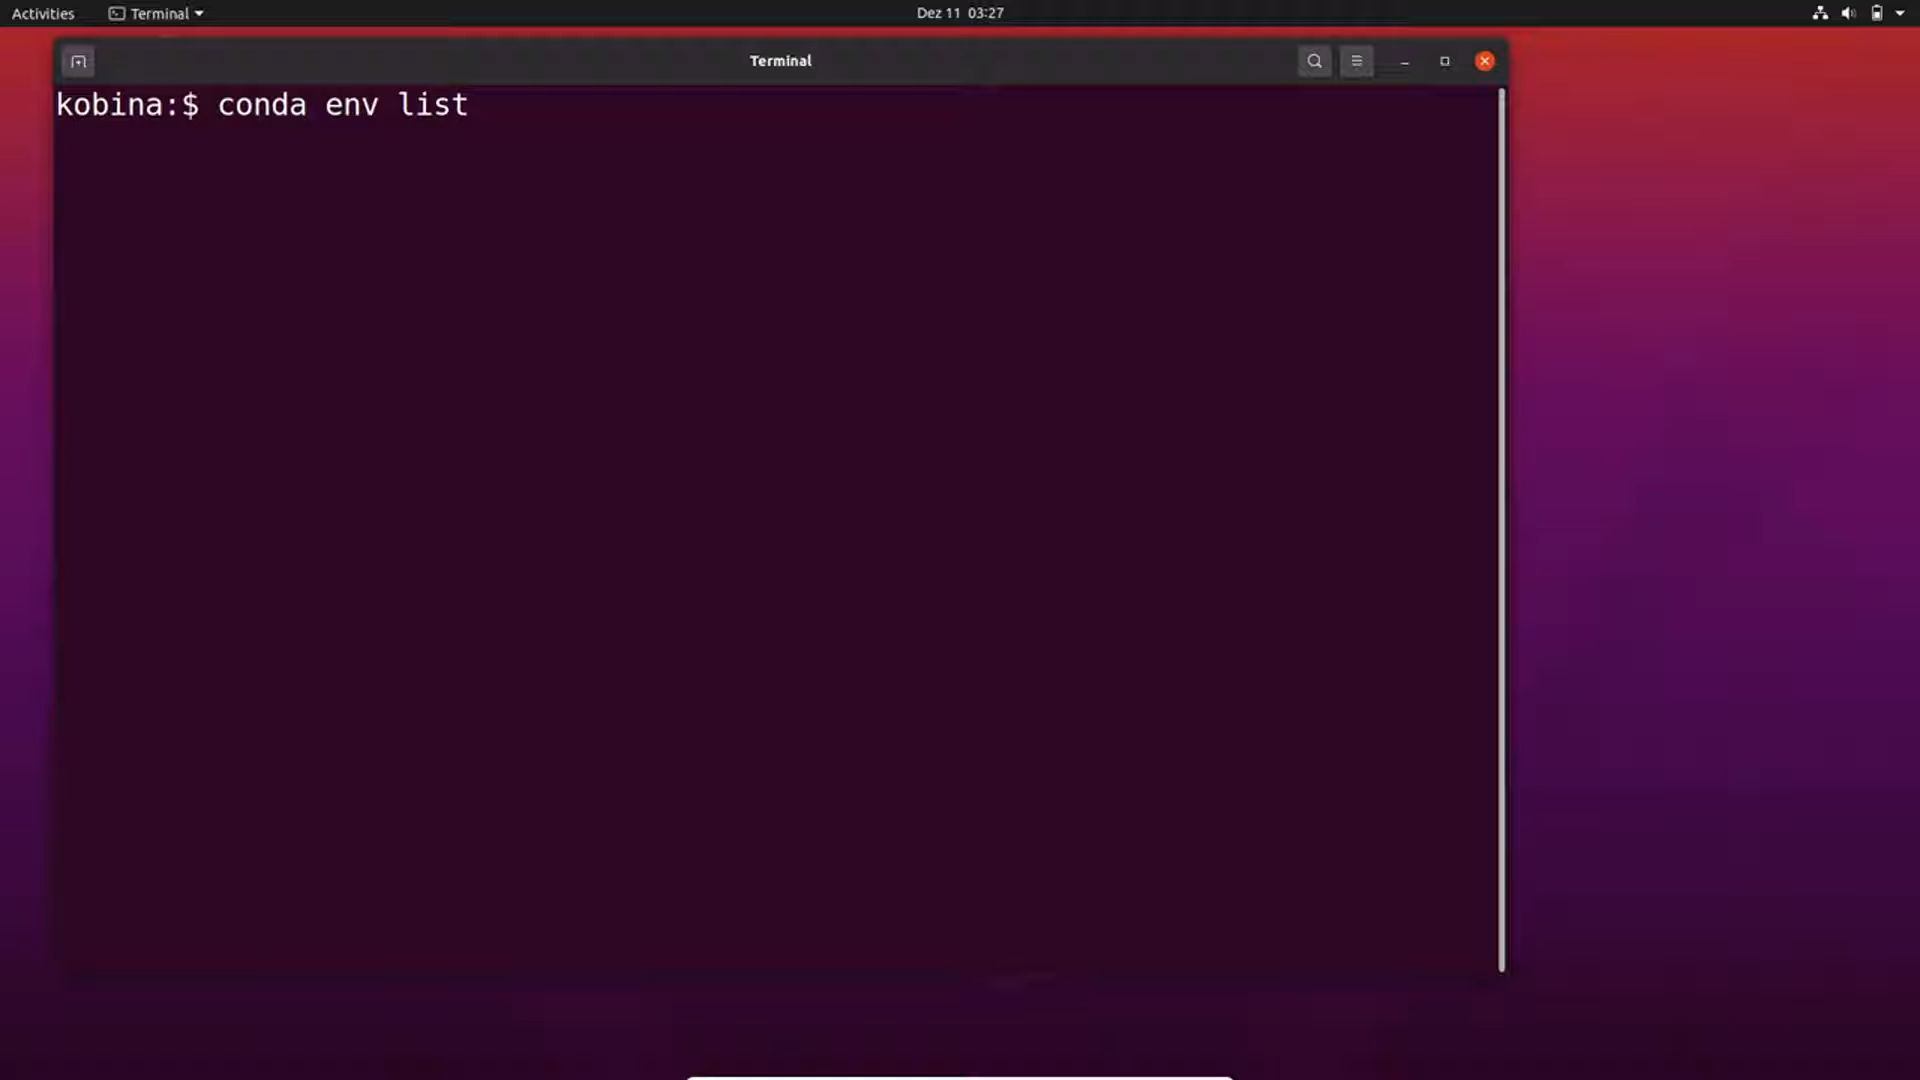 Activities
Terminal
Dez 11 03:27
Terminal
kobina:$ conda env list